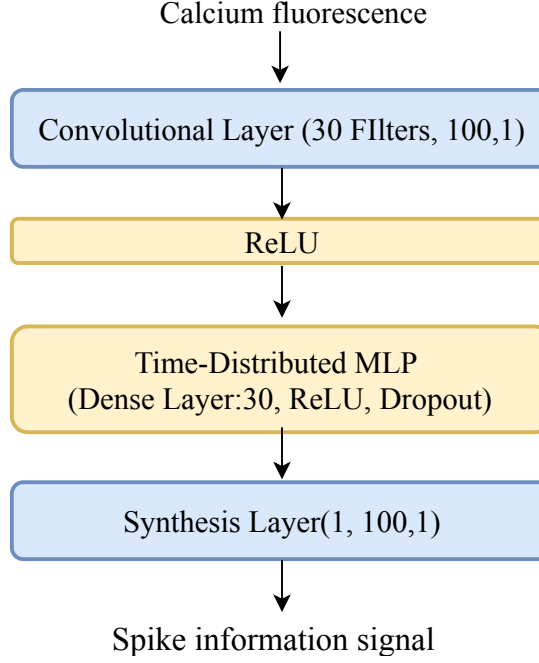 Calcium fluorescence
Convolutional Layer (30 FIlters, 100,1)
ReLU
Time-Distributed MLP
(Dense Layer:30, ReLU, Dropout)
Synthesis Layer(1, 100,1)
Spike information signal